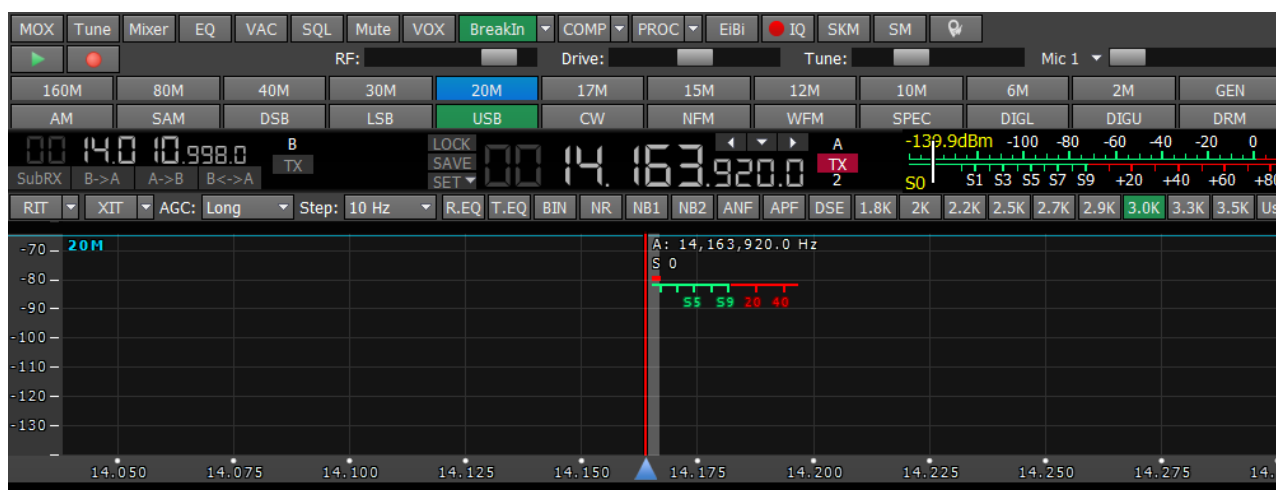 MOX Tune Mixer EQ VAC SQL Mute VOX BreakIn COMP PROC EiBi IQ SKM SM
RF: Drive: Tune: Mic 1
160M 80M 40M 30M 20M 17M 15M 12M 10M 6M 2M GEN
AM SAM DSB LSB USB CW NFM WFM SPEC DIGL DIGU DRM
00 14.010.998.0 B TX LOCK SAVE SET 00 14.163.920.0 A TX 2 -139.9dBm -100 -80 -60 -40 -20 0
SubRX B->A A->B B<->A S0 S1 S3 S5 S7 S9 +20 +40 +60 +80
RIT XIT AGC: Long Step: 10 Hz R.EQ T.EQ BIN NR NB1 NB2 ANF APF DSE 1.8K 2K 2.2K 2.5K 2.7K 2.9K 3.0K 3.3K 3.5K Us
-70 20M A: 14,163,920.0 Hz
S 0
-80
S5 S9 20 40
-90
-100
-110
-120
-130
14.050 14.075 14.100 14.125 14.150 14.175 14.200 14.225 14.250 14.275 14.